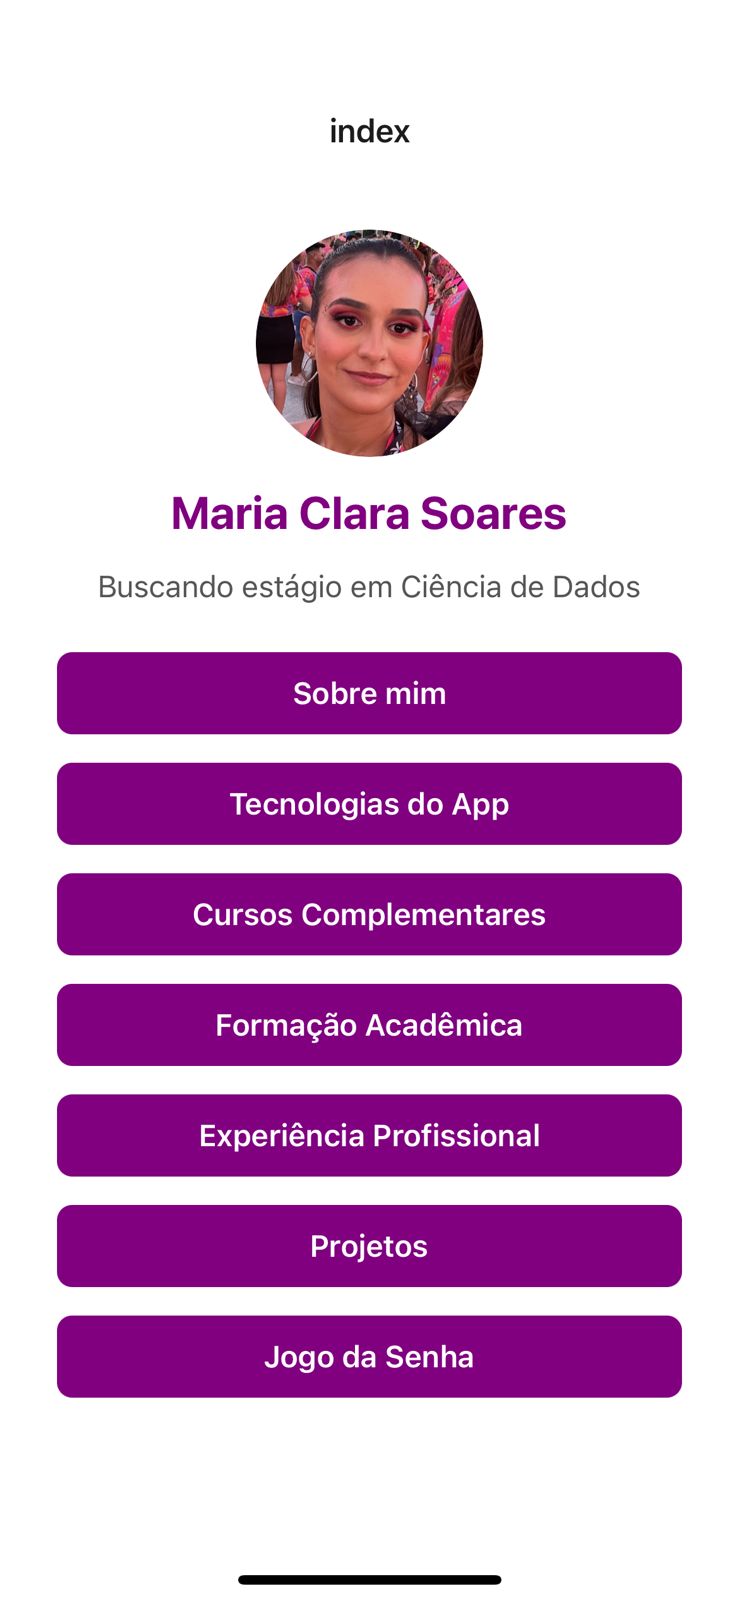 index
Maria Clara Soares
Buscando estágio em Ciência de Dados
Sobre mim
Tecnologias do App
Cursos Complementares
Formação Acadêmica
Experiência Profissional
Projetos
Jogo da Senha